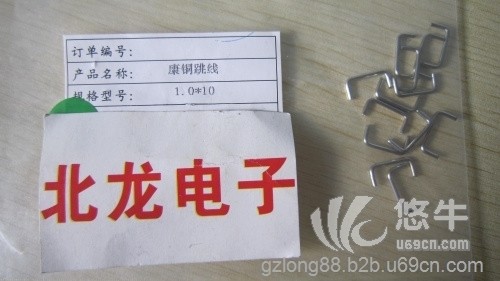 订单编号:
产品名称: 康铜跳线
规格型号: 1.0*10
北龙电子
悠牛
u69cn.com
gzlong88.b2b.u69cn.com